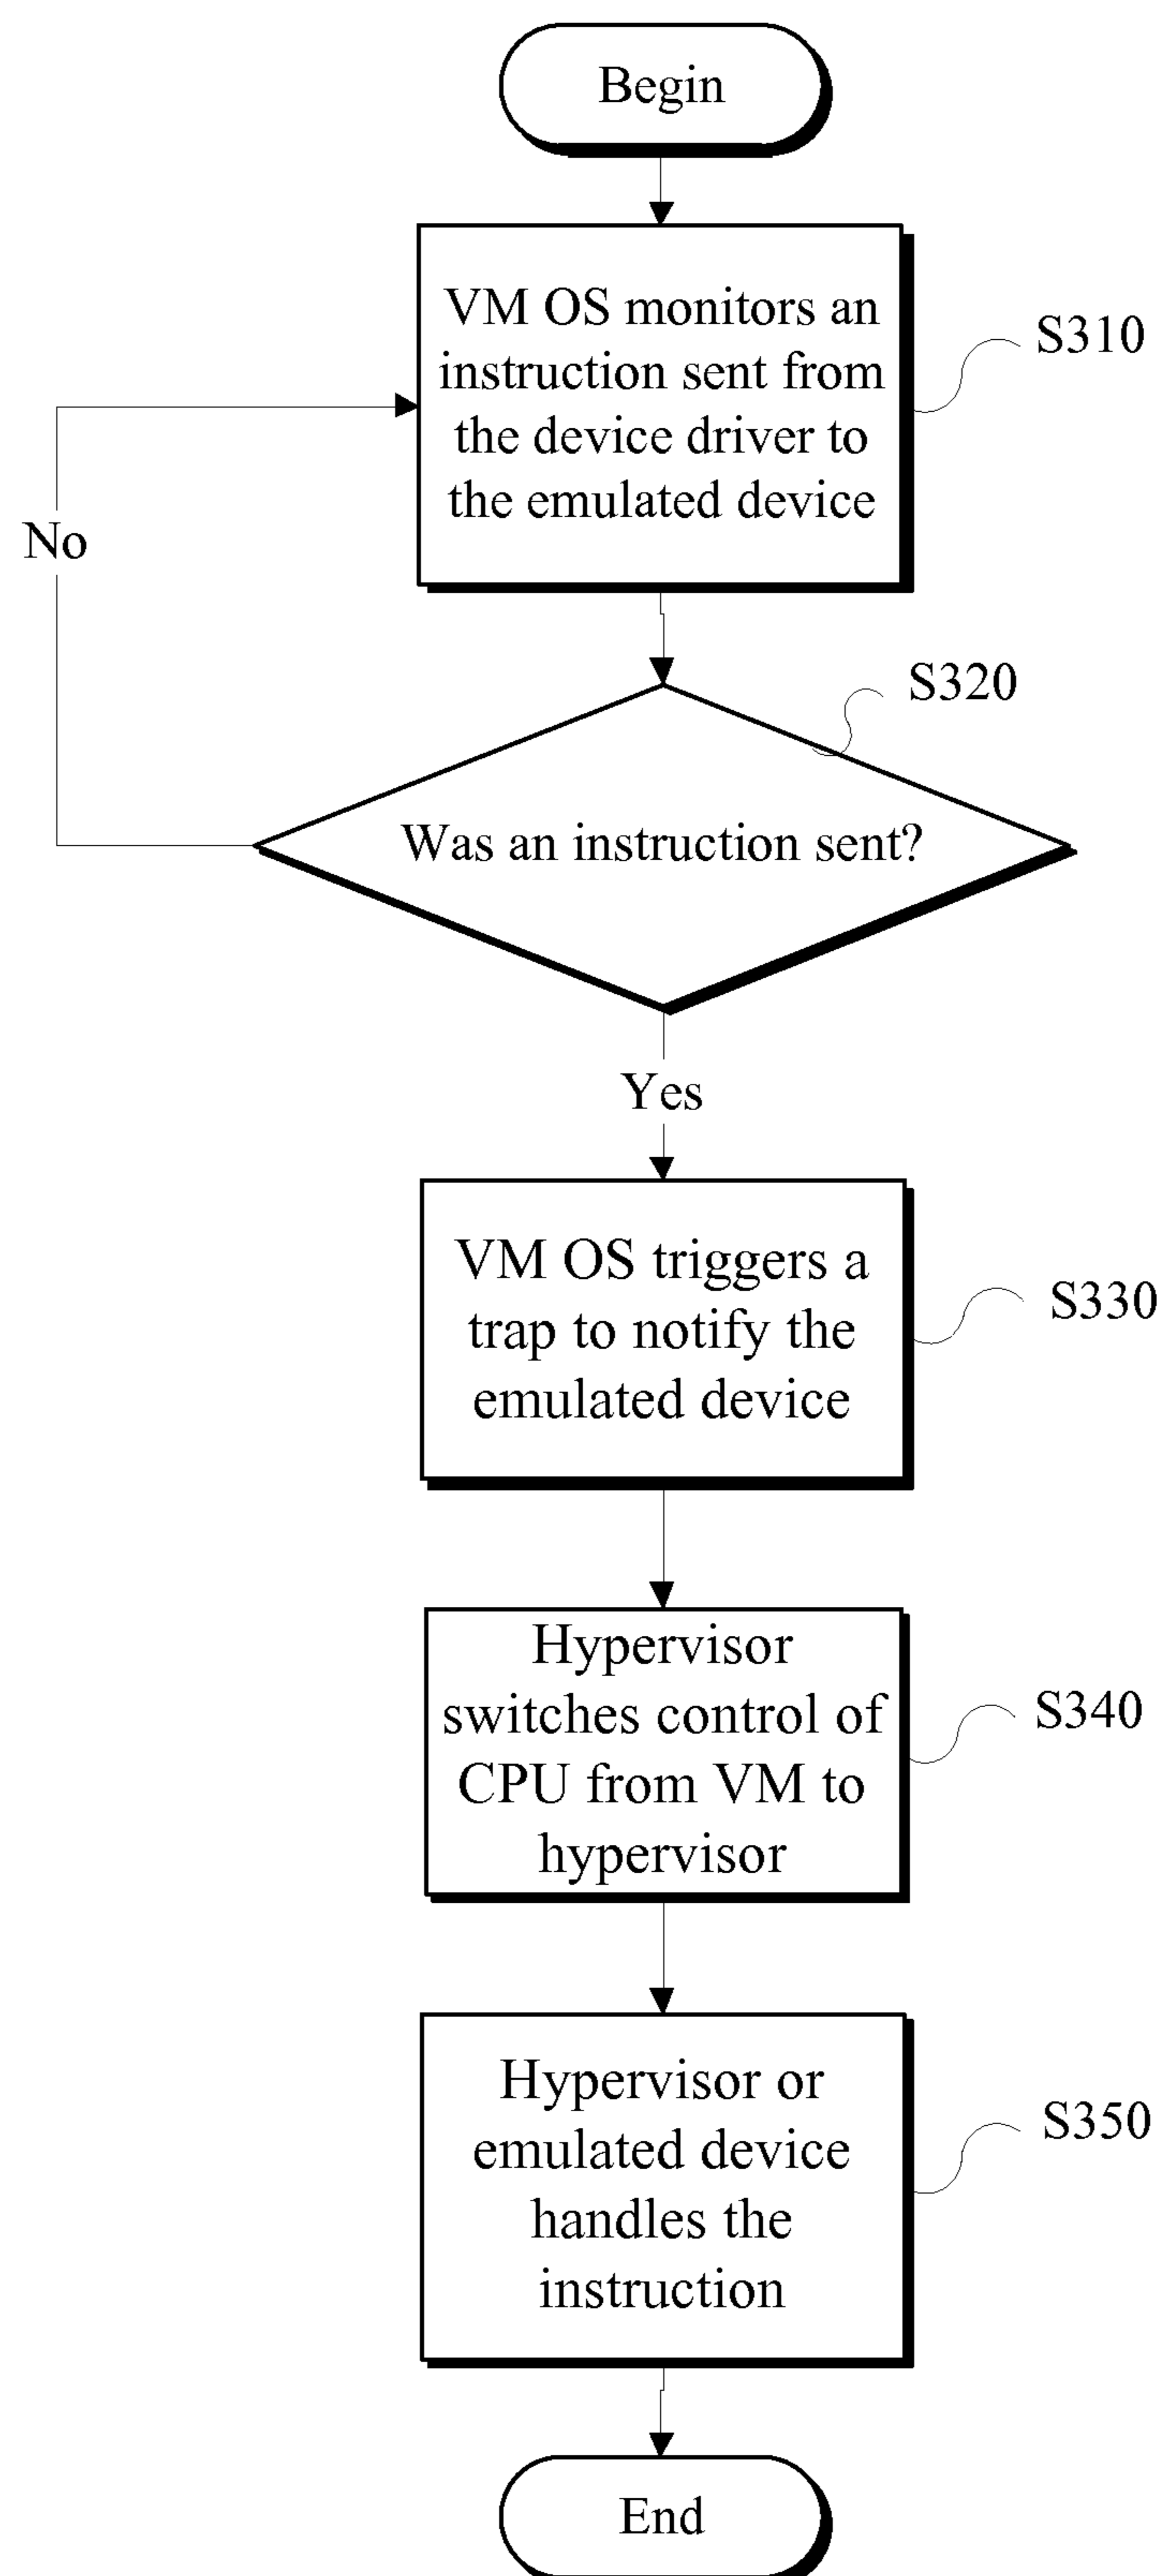 Begin
VM OS monitors an
instruction sent from
the device driver to
the emulated device
S310
No
S320
Was an instruction sent?
Yes
VM OS triggers a
trap to notify the
emulated device
S330
Hypervisor
switches control of
CPU from VM to
hypervisor
S340
Hypervisor or
emulated device
handles the
instruction
S350
End